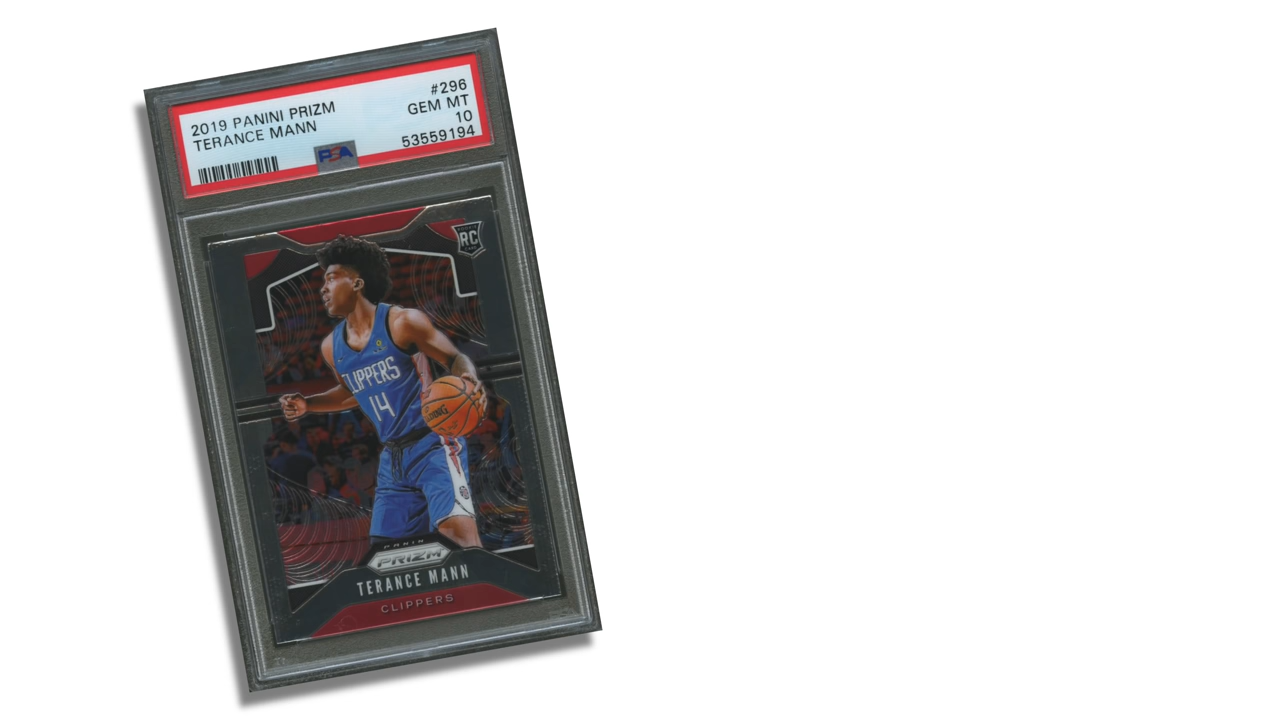 2019 PANINI PRIZM
TERANCE MANN
#296
GEM MT
10
53559194
PSA
RC
CLIPPERS
14
PANINI
PRIZM
TERANCE MANN
CLIPPERS